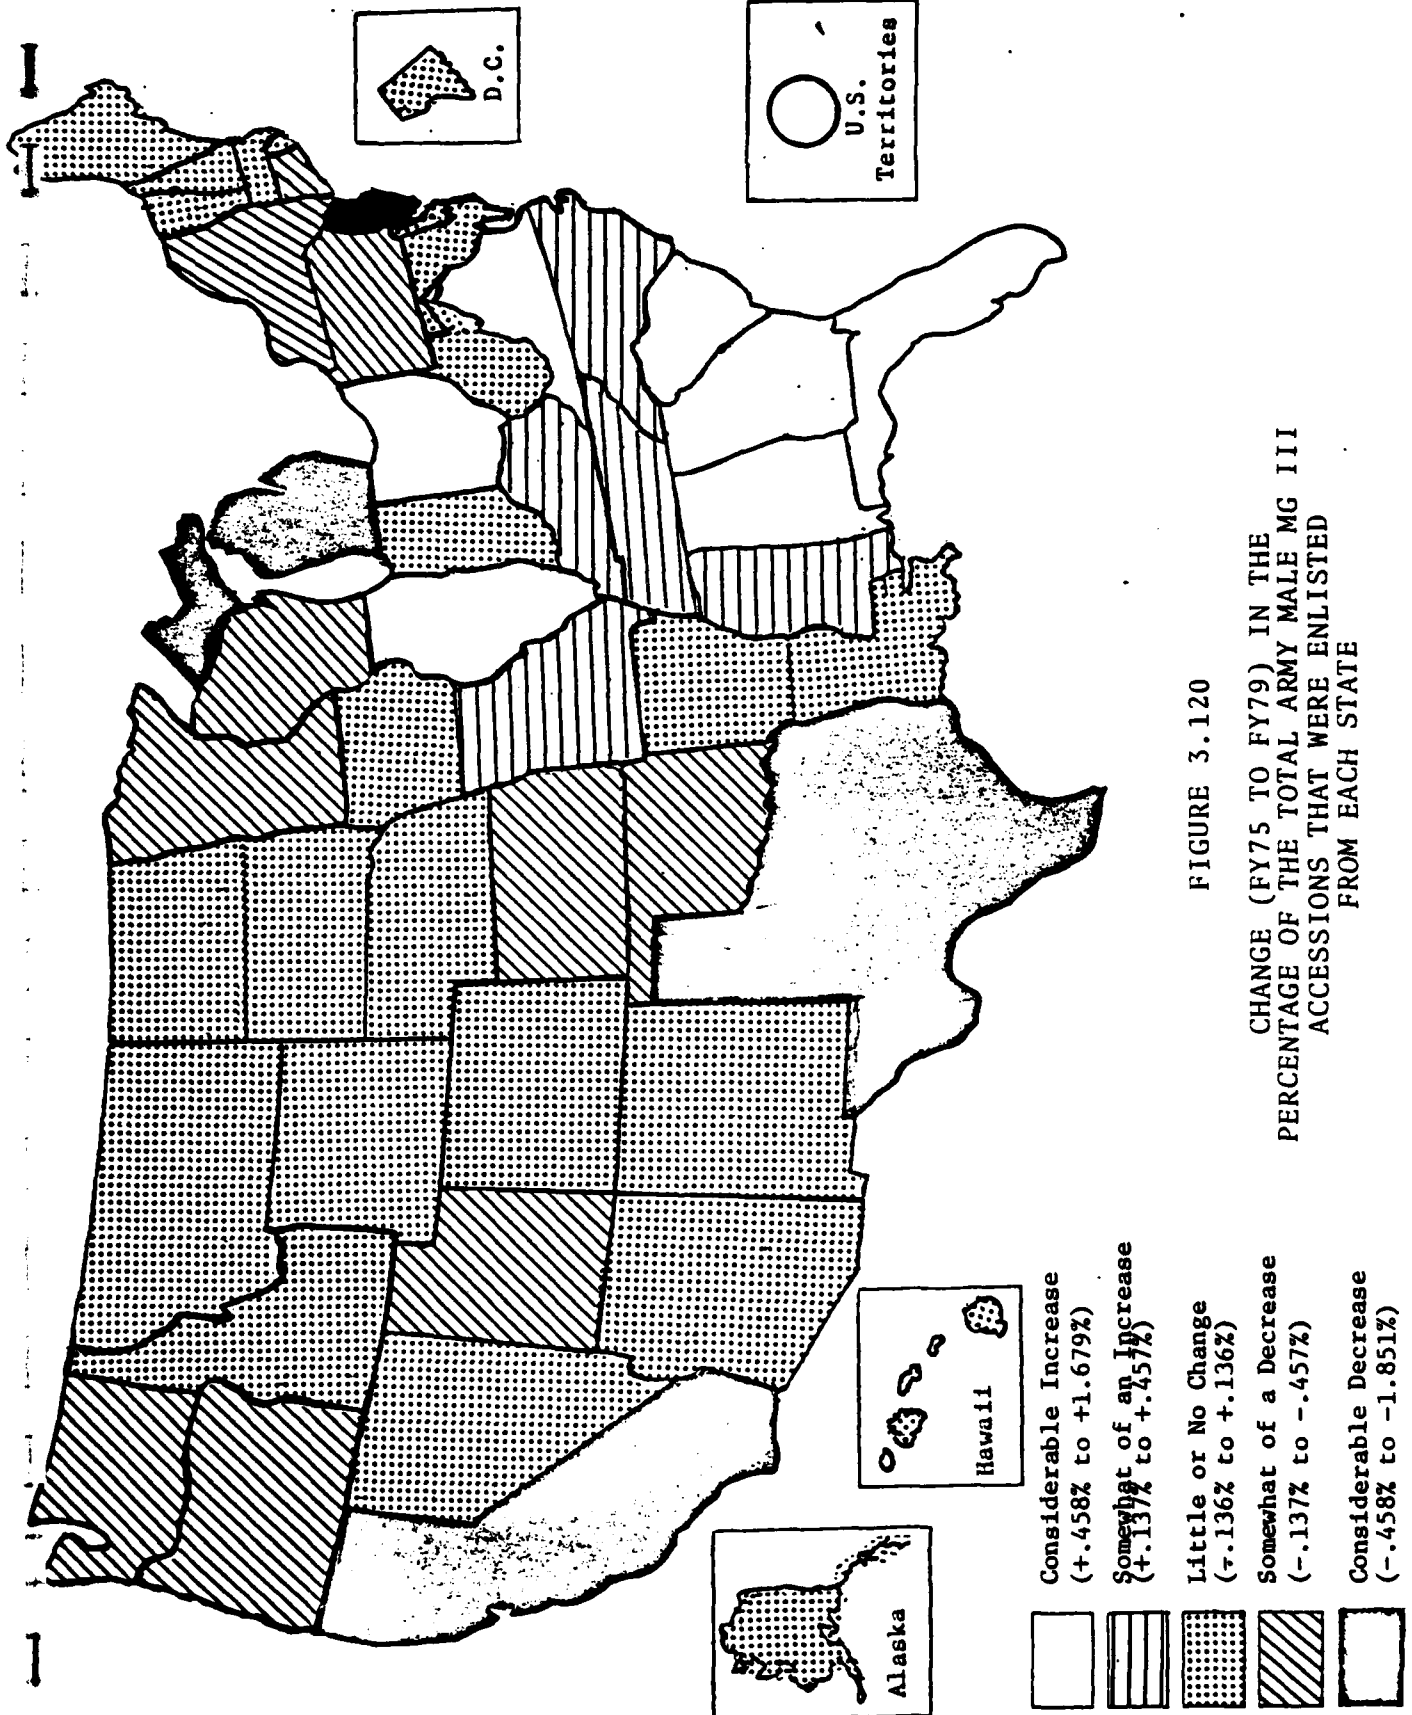 D.C.
U.S.
Territories
Hawaii
Alaska
Considerable Increase
(+.458% to +1.679%)
Somewhat of an Increase
(+.137% to +.457%)
Little or No Change
(-.136% to +.136%)
Somewhat of a Decrease
(-.137% to -.457%)
Considerable Decrease
(-.458% to -1.851%)
FIGURE 3.120
CHANGE (FY75 TO FY79) IN THE
PERCENTAGE OF THE TOTAL ARMY MALE MG III
ACCESSIONS THAT WERE ENLISTED
FROM EACH STATE